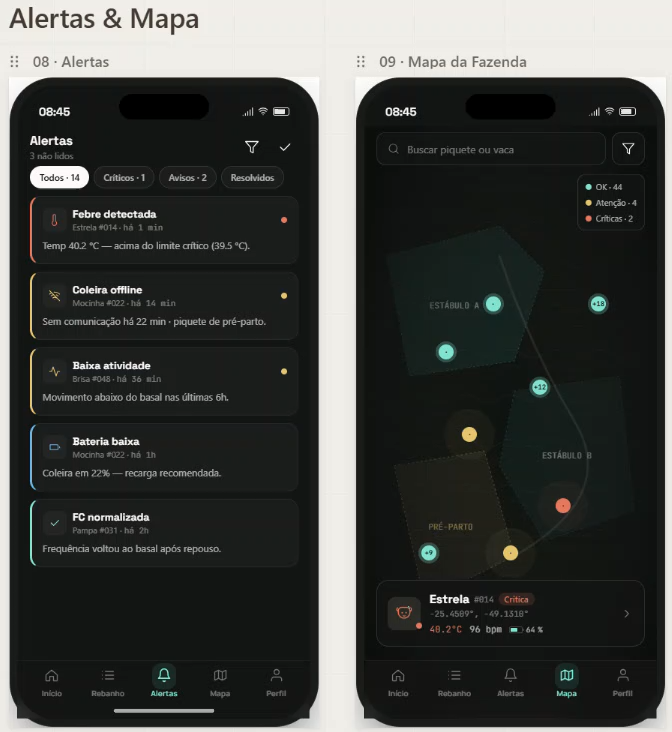 Alertas & Mapa
08 · Alertas
08:45
Alertas
3 não lidos
Todos · 14
Críticos · 1
Avisos · 2
Resolvidos
Febre detectada
Estrela #014 · há 1 min
Temp 40.2 °C — acima do limite crítico (39.5 °C).
Coleira offline
Mocinha #022 · há 14 min
Sem comunicação há 22 min · piquete de pré-parto.
Baixa atividade
Brisa #048 · há 36 min
Movimento abaixo do basal nas últimas 6h.
Bateria baixa
Mocinha #022 · há 1h
Coleira em 22% — recarga recomendada.
FC normalizada
Pampa #031 · há 2h
Frequência voltou ao basal após repouso.
Início
Rebanho
Alertas
Mapa
Perfil
09 · Mapa da Fazenda
08:45
Buscar piquete ou vaca
OK · 44
Atenção · 4
Críticas · 2
ESTÁBULO A
+18
+12
ESTÁBULO B
PRÉ-PARTO
+9
Estrela #014 Crítica
-25.4509°, -49.1310°
40.2°C 96 bpm 64 %
Início
Rebanho
Alertas
Mapa
Perfil